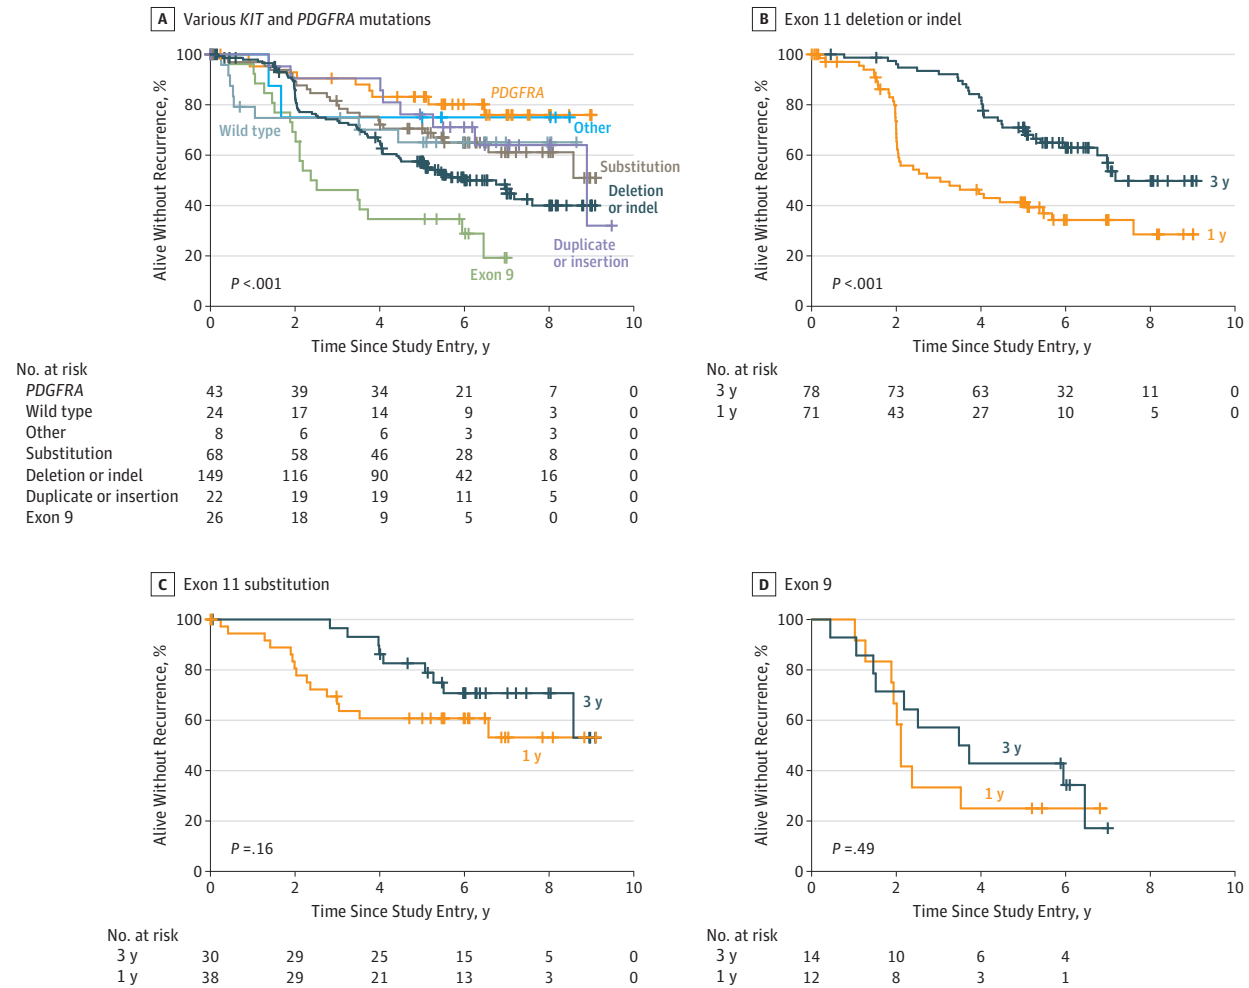 A Various KIT and PDGFRA mutations
Alive Without Recurrence, %
100
80
60
40
20
0
PDGFRA
Other
Wild type
Substitution
Deletion
or indel
Duplicate
or insertion
Exon 9
P <.001
0 2 4 6 8 10
Time Since Study Entry, y
No. at risk
PDGFRA 43 39 34 21 7 0
Wild type 24 17 14 9 3 0
Other 8 6 6 3 3 0
Substitution 68 58 46 28 8 0
Deletion or indel 149 116 90 42 16 0
Duplicate or insertion 22 19 19 11 5 0
Exon 9 26 18 9 5 0 0
B Exon 11 deletion or indel
Alive Without Recurrence, %
100
80
60
40
20
0
3 y
1 y
P <.001
0 2 4 6 8 10
Time Since Study Entry, y
No. at risk
3 y 78 73 63 32 11 0
1 y 71 43 27 10 5 0
C Exon 11 substitution
Alive Without Recurrence, %
100
80
60
40
20
0
3 y
1 y
P =.16
0 2 4 6 8 10
Time Since Study Entry, y
No. at risk
3 y 30 29 25 15 5 0
1 y 38 29 21 13 3 0
D Exon 9
Alive Without Recurrence, %
100
80
60
40
20
0
3 y
1 y
P =.49
0 2 4 6 8 10
Time Since Study Entry, y
No. at risk
3 y 14 10 6 4
1 y 12 8 3 1